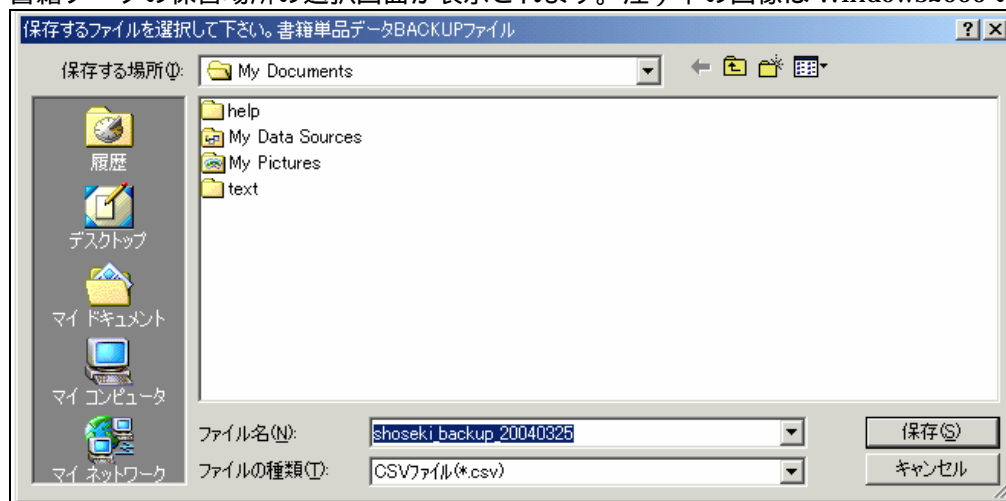 保存するファイルを選択して下さい。書籍単品データBACKUPファイル
保存する場所(I):
My Documents
help
My Data Sources
My Pictures
text
履歴
デスクトップ
マイ ドキュメント
マイ コンピュータ
マイ ネットワーク
ファイル名(N):
shoseki_backup_20040325
保存(S)
ファイルの種類(T):
CSVファイル(*.csv)
キャンセル